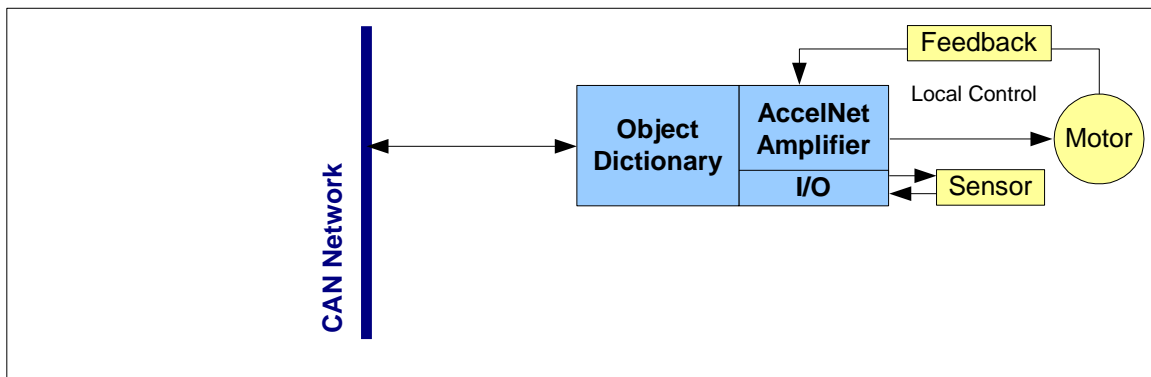 Feedback
Local Control
Object
Dictionary
AccelNet
Amplifier
I/O
Motor
Sensor
CAN Network